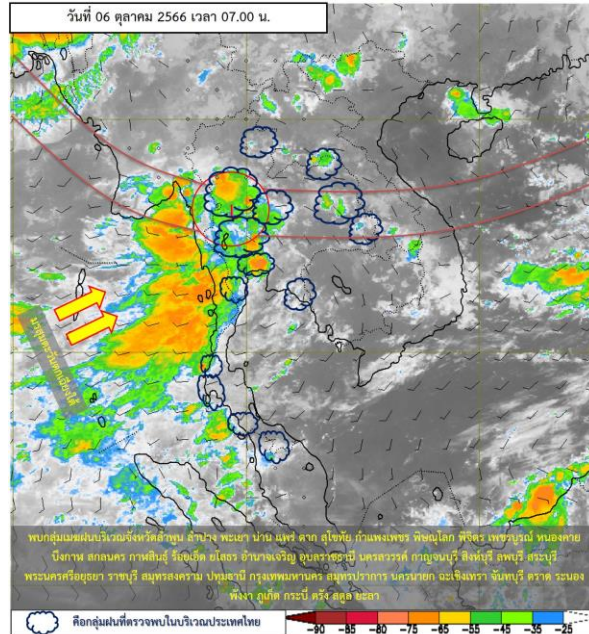 วันที่ 06 ตุลาคม 2566 เวลา 07.00 น.
มรสุมตะวันตกเฉียงใต้
พบกลุ่มเมฆฝนบริเวณจังหวัดลำพูน ลำปาง พะเยา น่าน แพร่ ตาก สุโขทัย กำแพงเพชร พิษณุโลก พิจิตร เพชรบูรณ์ หนองคาย
บึงกาฬ สกลนคร กาฬสินธุ์ ร้อยเอ็ด ยโสธร อำนาจเจริญ อุบลราชธานี นครสวรรค์ กาญจนบุรี สิงห์บุรี ลพบุรี สระบุรี
พระนครศรีอยุธยา ราชบุรี สมุทรสงคราม ปทุมธานี กรุงเทพมหานคร สมุทรปราการ นครนายก ฉะเชิงเทรา จันทบุรี ตราด ระนอง
พังงา ภูเก็ต กระบี่ ตรัง สตูล ยะลา
คือกลุ่มฝนที่ตรวจพบในบริเวณประเทศไทย
-90 -85 -80 -75 -65 -55 -45 -35 -25